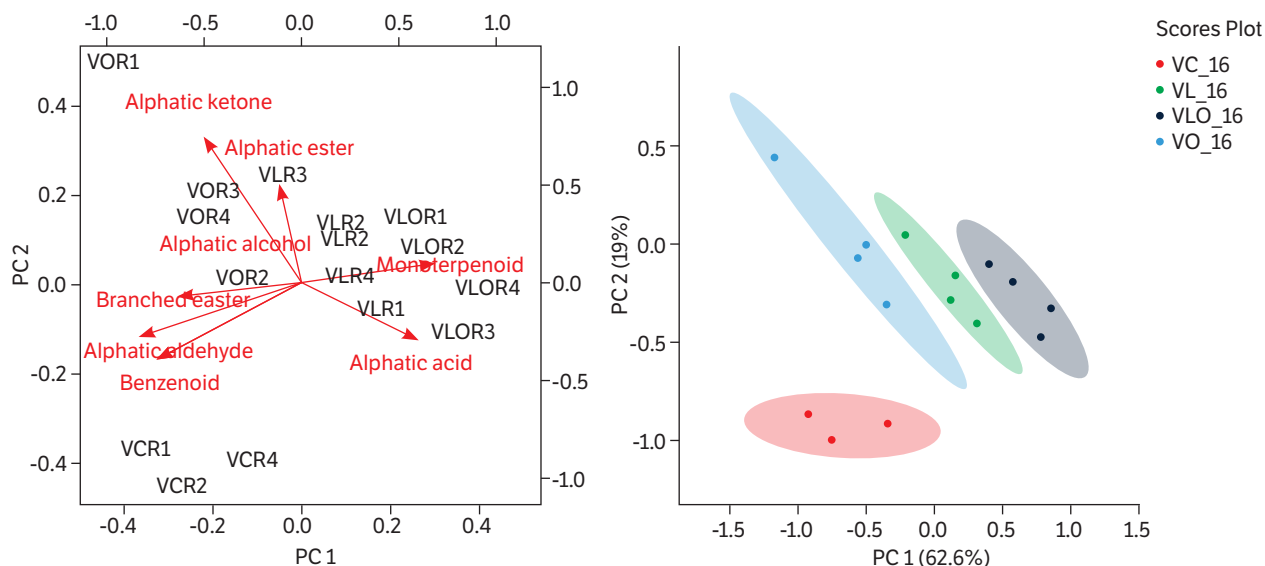 -1.0 -0.5 0.0 0.5 1.0
VOR1
Alphatic ketone
Alphatic ester
VLR3
VOR3
VOR4
VLR2
VLOR1
Alphatic alcohol
VLR2
VLOR2
Monoterpenoid
VOR2
VLR4
VLOR4
Branched easter
VLR1
VLOR3
Alphatic aldehyde
Alphatic acid
Benzenoid
VCR1
VCR4
VCR2
0.4
0.2
0.0
-0.2
-0.4
PC 2
1.0
0.5
0.0
-0.5
-1.0
-0.4 -0.2 0.0 0.2 0.4
PC 1
0.5
0.0
-0.5
-1.0
PC 2 (19%)
-1.5 -1.0 -0.5 0.0 0.5 1.0 1.5
PC 1 (62.6%)
Scores Plot
VC_16
VL_16
VLO_16
VO_16